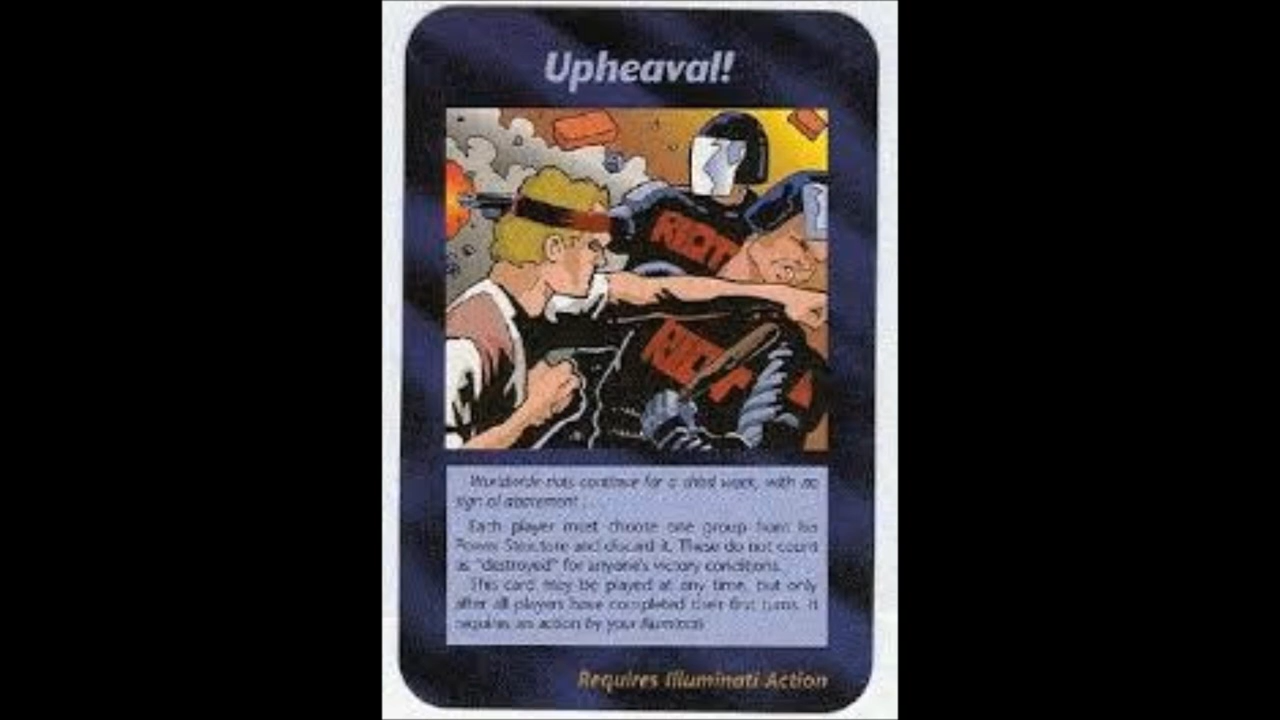 Upheaval!
RIOT
RIOT
Worldwide riots continue for a third week, with no
sign of abatement . . .
Each player must choose one group from his
Power Structure and discard it. These do not count
as "destroyed" for anyone's victory conditions.
This card may be played at any time, but only
after all players have completed their first turns. It
requires an action by your Illuminati.
Requires Illuminati Action